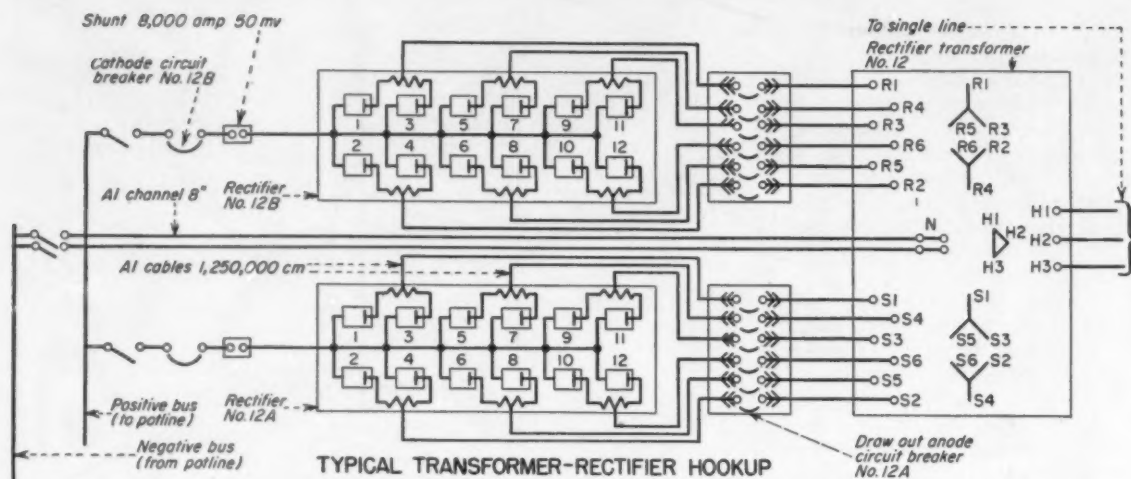 Shunt 8,000 amp 50 mv
Cathode circuit
breaker No.12B
To single line
Rectifier transformer
No. 12
1 3 5 7 9 11
2 4 6 8 10 12
R1
R4
R3
R6
R5
R2
R1
R5 R3
R6 R2
R4
Al channel 8"
Rectifier
No.12B
N
H1
H2
H3
H1
H2
H3
Al cables 1,250,000 cm
1 3 5 7 9 11
2 4 6 8 10 12
S1
S4
S3
S6
S5
S2
S1
S5 S3
S6 S2
S4
Rectifier
No.12A
Positive bus
(to potline)
Negative bus
(from potline)
Draw out anode
circuit breaker
No.12A
TYPICAL TRANSFORMER-RECTIFIER HOOKUP